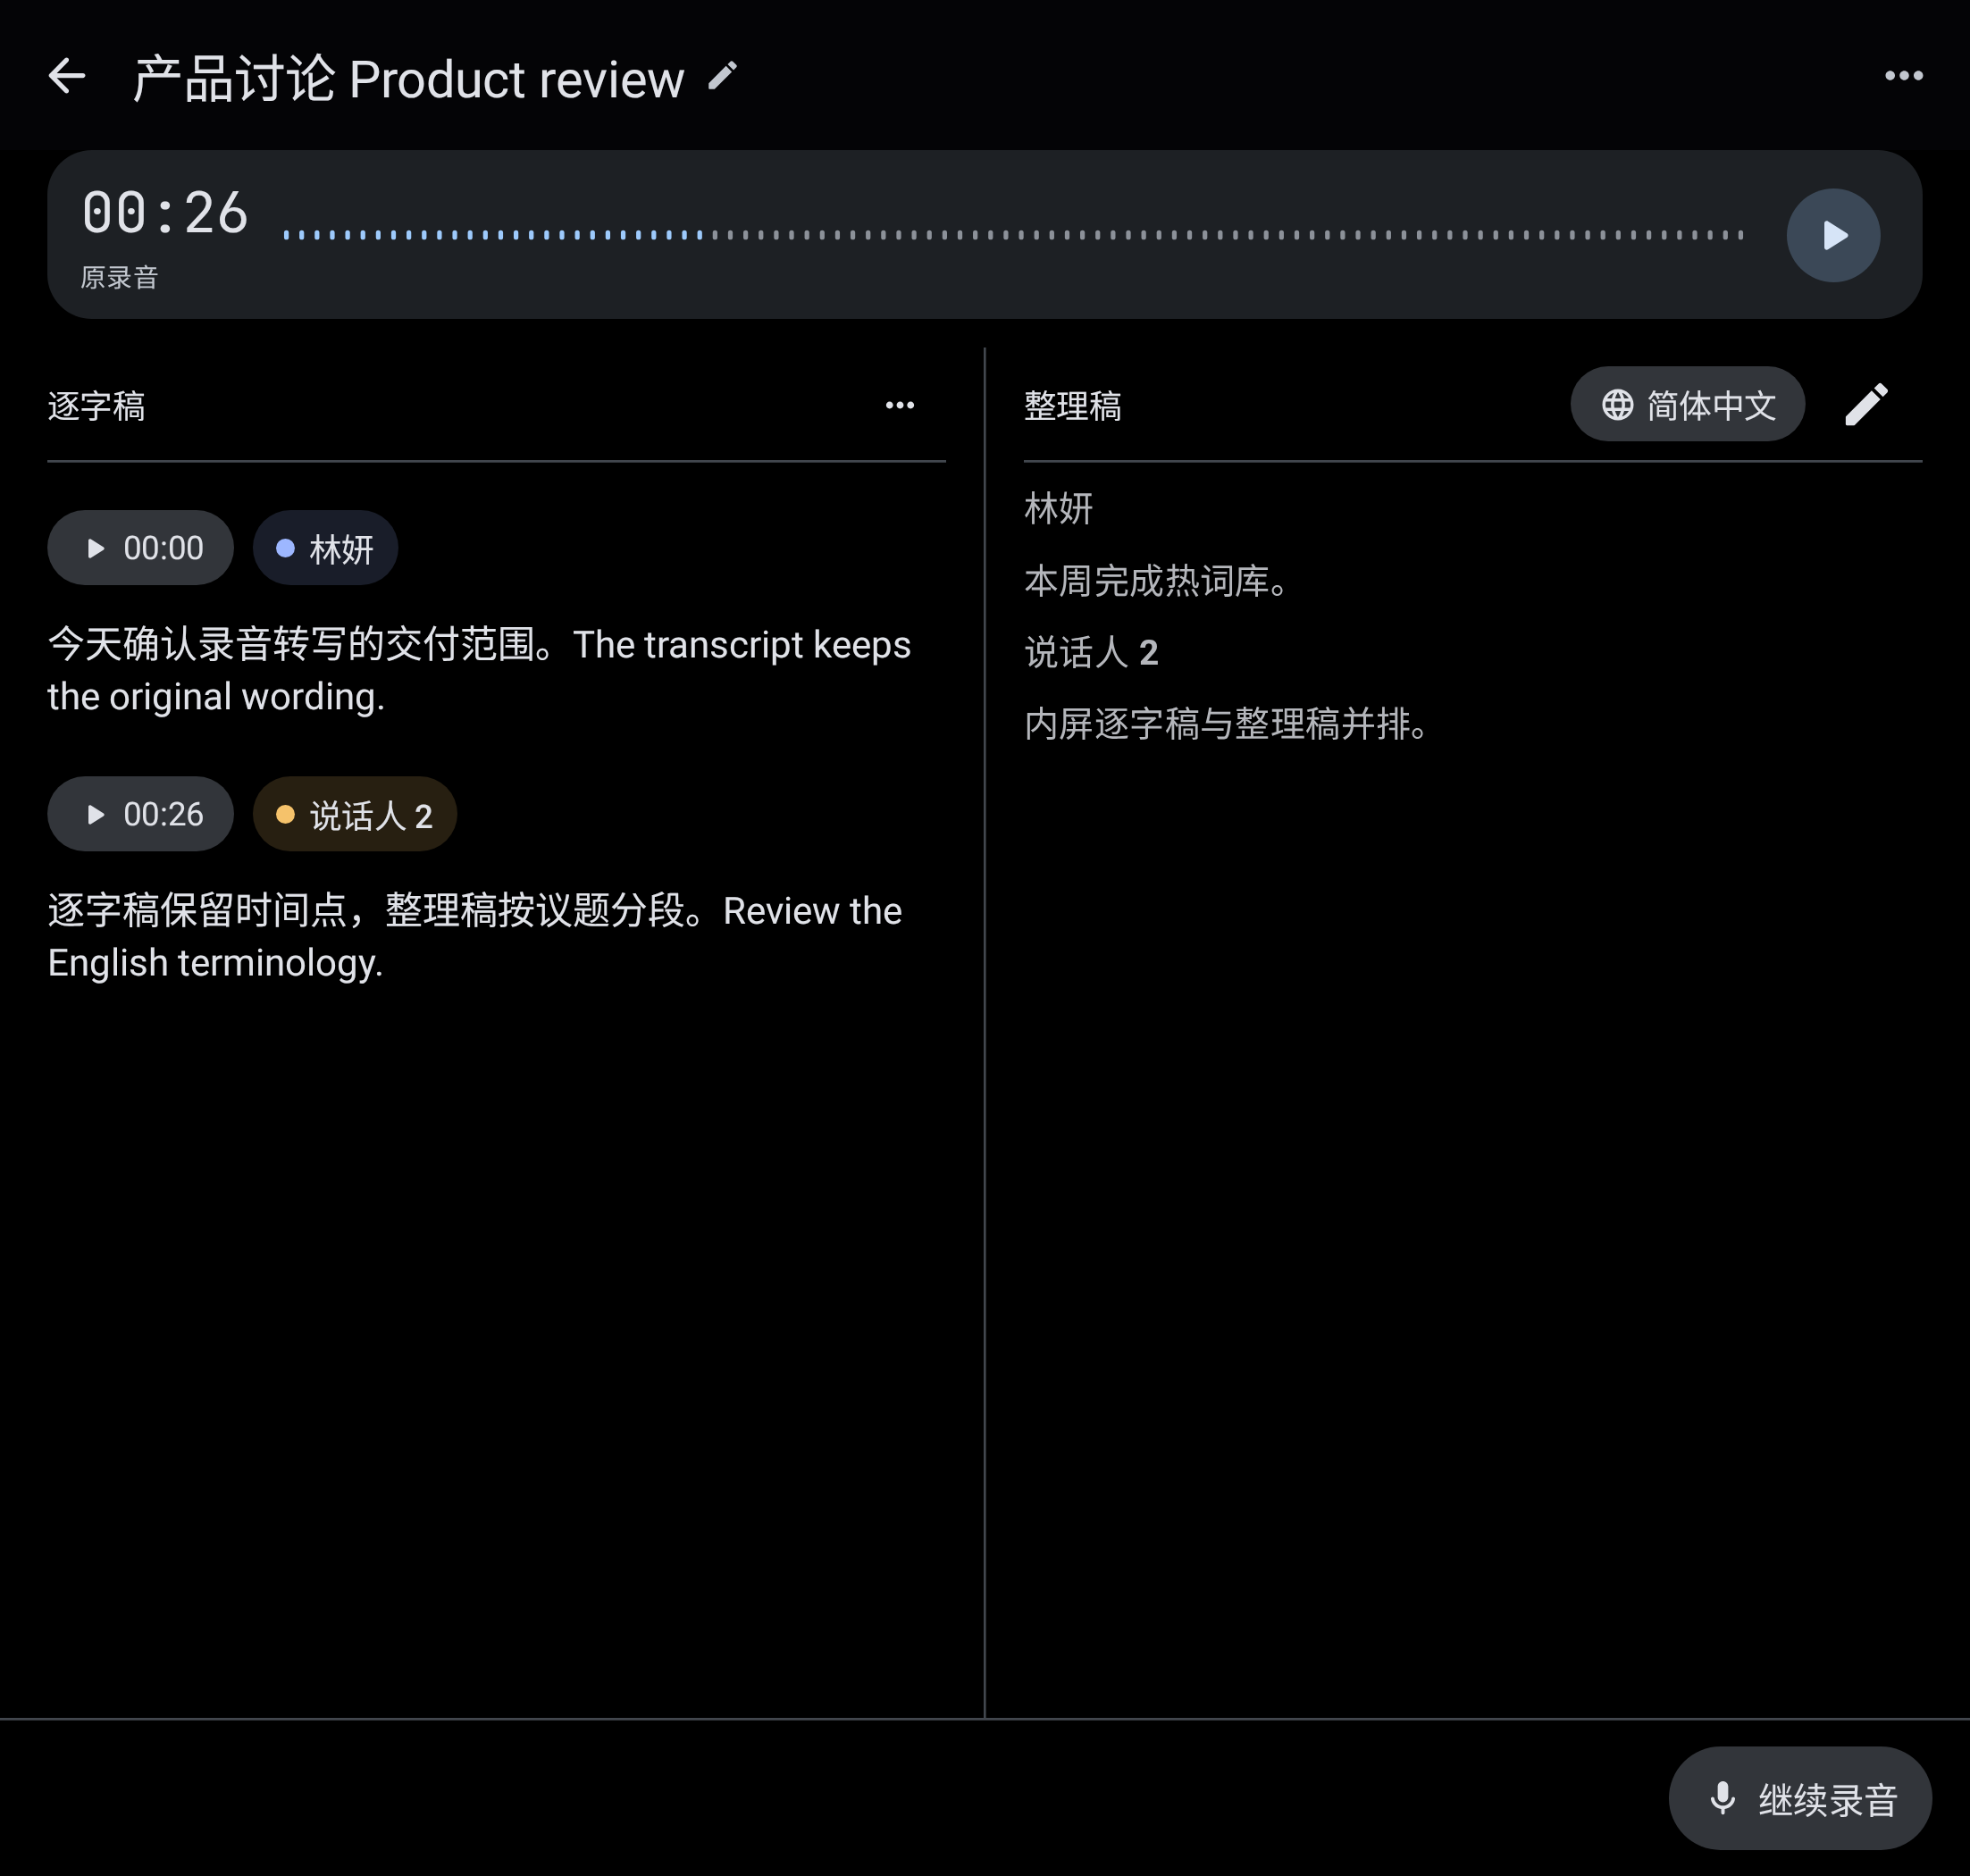 产品讨论 Product review
00:26
原录音
逐字稿
00:00
林妍
今天确认录音转写的交付范围。The transcript keeps
the original wording.
00:26
说话人 2
逐字稿保留时间点，整理稿按议题分段。Review the
English terminology.
整理稿
简体中文
林妍
本周完成热词库。
说话人 2
内屏逐字稿与整理稿并排。
继续录音